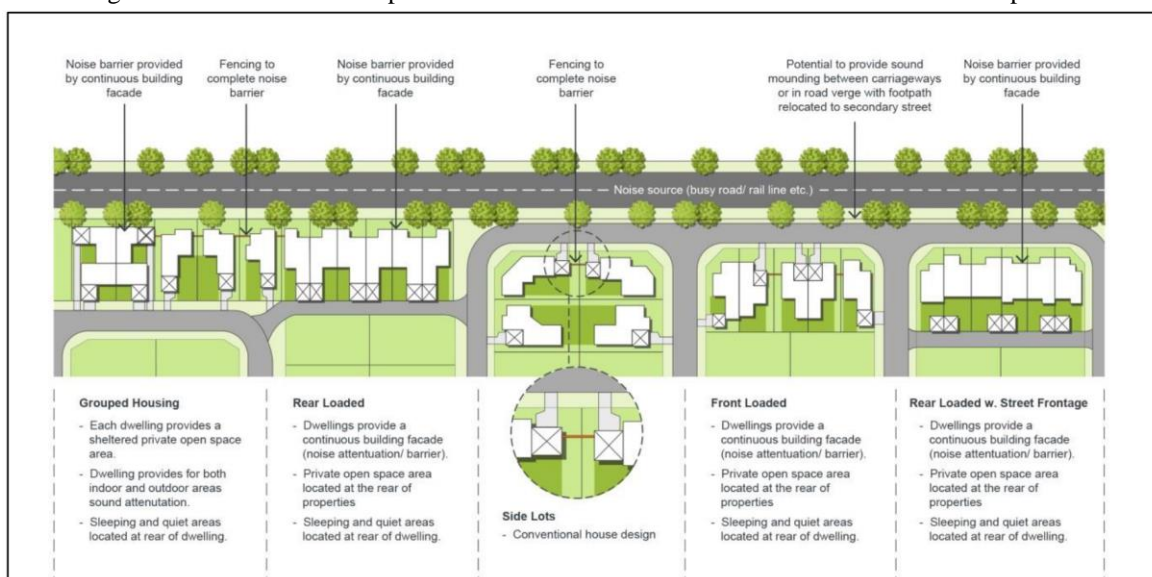 Noise barrier provided
by continuous building
facade
Fencing to
complete noise
barrier
Noise barrier provided
by continuous building
facade
Fencing to
complete noise
barrier
Potential to provide sound
mounding between carriageways
or in road verge with footpath
relocated to secondary street
Noise barrier provided
by continuous building
facade
Noise source (busy road/ rail line etc.)
Grouped Housing
- Each dwelling provides a
sheltered private open space
area.
- Dwelling provides for both
indoor and outdoor areas
sound attenutation.
- Sleeping and quiet areas
located at rear of dwelling.
Rear Loaded
- Dwellings provide a
continuous building facade
(noise attentuation/ barrier).
- Private open space area
located at the rear of
properties
- Sleeping and quiet areas
located at rear of dwelling.
Side Lots
- Conventional house design
Front Loaded
- Dwellings provide a
continuous building facade
(noise attentuation/ barrier).
- Private open space area
located at the rear of
properties
- Sleeping and quiet areas
located at rear of dwelling.
Rear Loaded w. Street Frontage
- Dwellings provide a
continuous building facade
(noise attentuation/ barrier).
- Private open space area
located at the rear of
properties
- Sleeping and quiet areas
located at rear of dwelling.